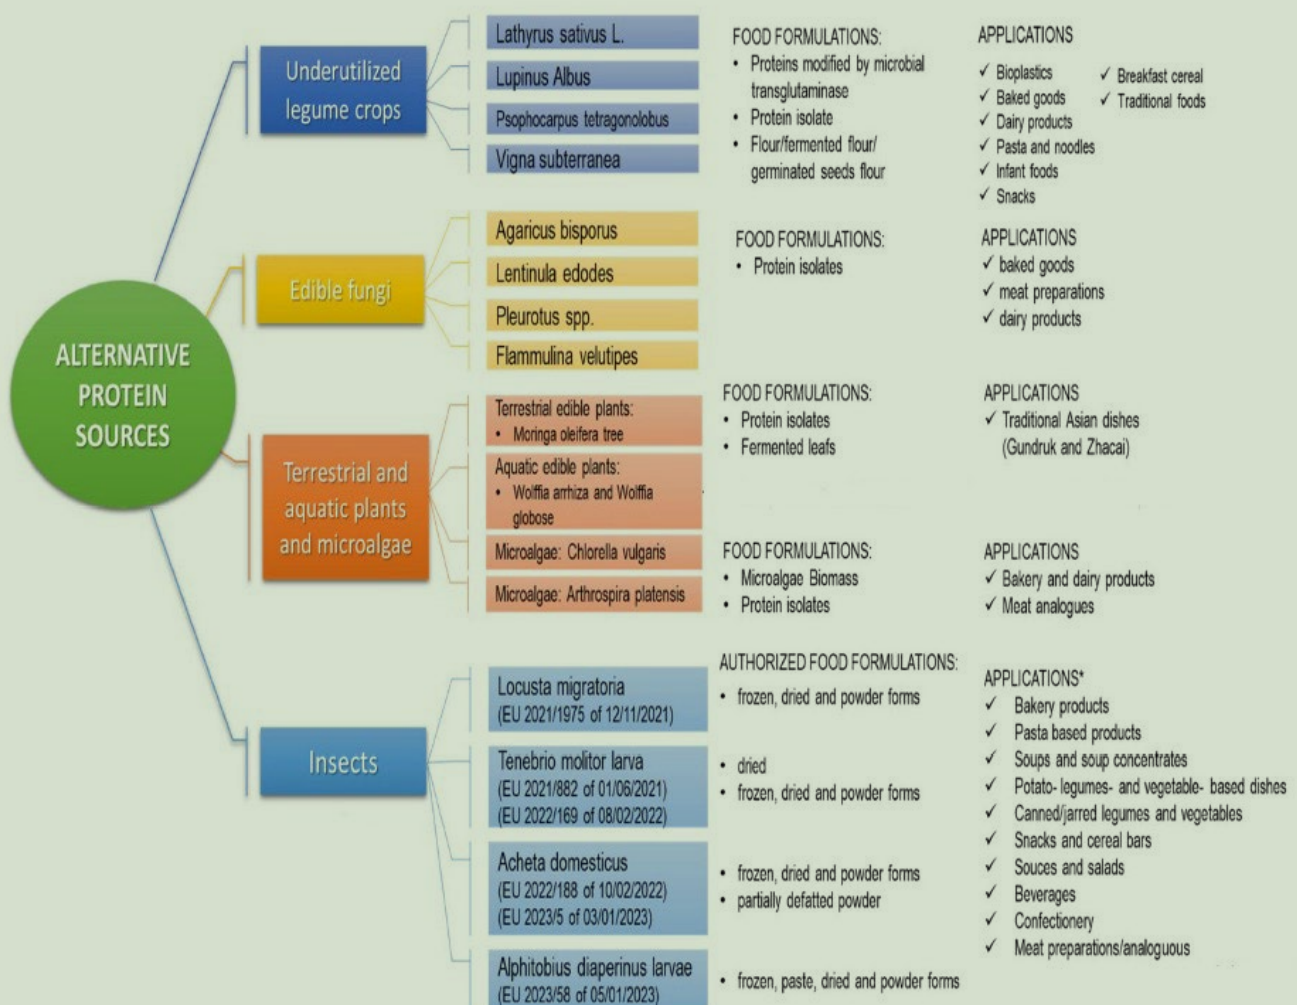 ALTERNATIVE
PROTEIN
SOURCES
Underutilized
legume crops
Lathyrus sativus L.
Lupinus Albus
Psophocarpus tetragonolobus
Vigna subterranea
FOOD FORMULATIONS:
• Proteins modified by microbial
transglutaminase
• Protein isolate
• Flour/fermented flour/
germinated seeds flour
APPLICATIONS
✓ Bioplastics
✓ Baked goods
✓ Dairy products
✓ Pasta and noodles
✓ Infant foods
✓ Snacks
✓ Breakfast cereal
✓ Traditional foods
Edible fungi
Agaricus bisporus
Lentinula edodes
Pleurotus spp.
Flammulina velutipes
FOOD FORMULATIONS:
• Protein isolates
APPLICATIONS
✓ baked goods
✓ meat preparations
✓ dairy products
Terrestrial and
aquatic plants
and microalgae
Terrestrial edible plants:
• Moringa oleifera tree
Aquatic edible plants:
• Wolffia arrhiza and Wolffia
globose
Microalgae: Chlorella vulgaris
Microalgae: Arthrospira platensis
FOOD FORMULATIONS:
• Protein isolates
• Fermented leafs
APPLICATIONS
✓ Traditional Asian dishes
(Gundruk and Zhacai)
FOOD FORMULATIONS:
• Microalgae Biomass
• Protein isolates
APPLICATIONS
✓ Bakery and dairy products
✓ Meat analogues
Insects
Locusta migratoria
(EU 2021/1975 of 12/11/2021)
Tenebrio molitor larva
(EU 2021/882 of 01/06/2021)
(EU 2022/169 of 08/02/2022)
Acheta domesticus
(EU 2022/188 of 10/02/2022)
(EU 2023/5 of 03/01/2023)
Alphitobius diaperinus larvae
(EU 2023/58 of 05/01/2023)
AUTHORIZED FOOD FORMULATIONS:
• frozen, dried and powder forms
• dried
• frozen, dried and powder forms
• frozen, dried and powder forms
• partially defatted powder
• frozen, paste, dried and powder forms
APPLICATIONS*
✓ Bakery products
✓ Pasta based products
✓ Soups and soup concentrates
✓ Potato- legumes- and vegetable- based dishes
✓ Canned/jarred legumes and vegetables
✓ Snacks and cereal bars
✓ Souces and salads
✓ Beverages
✓ Confectionery
✓ Meat preparations/analoguous